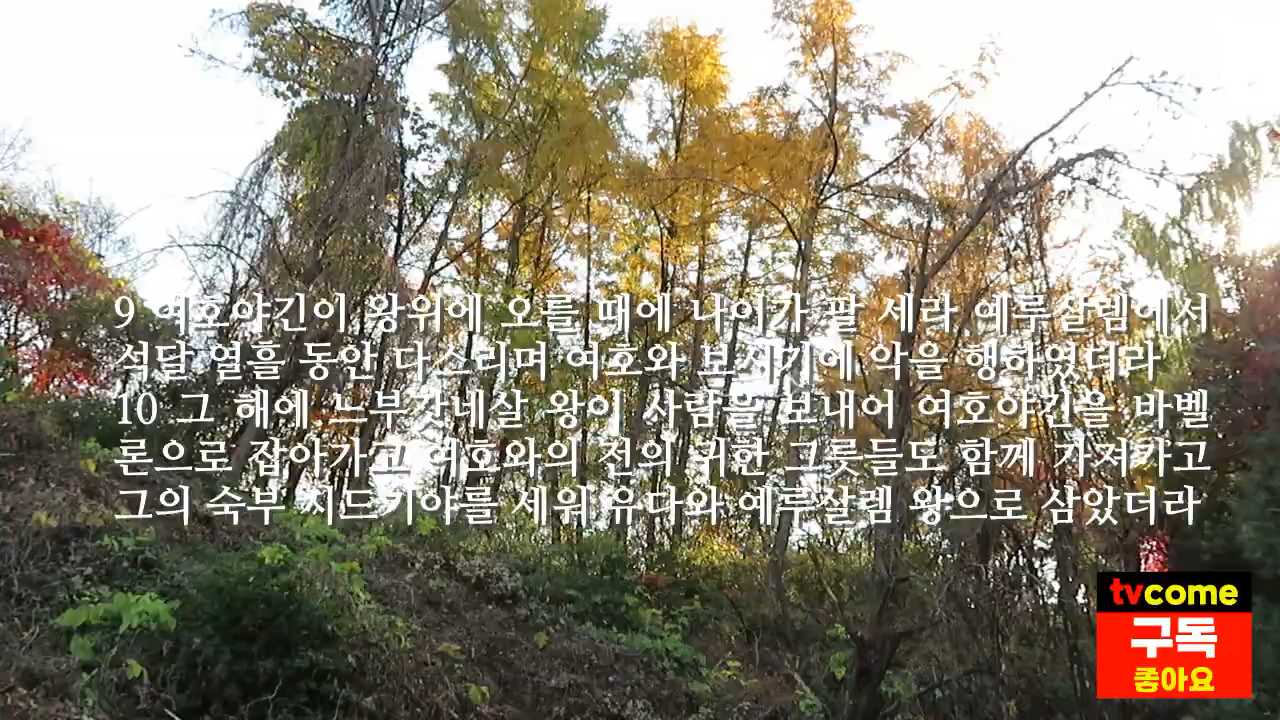 9 여호야긴이 왕위에 오를 때에 나이가 팔 세라 예루살렘에서
석달 열흘 동안 다스리며 여호와 보시기에 악을 행하였더라
10 그 해에 느부갓네살 왕이 사람을 보내어 여호야긴을 바벨
론으로 잡아가고 여호와의 전의 귀한 그릇들도 함께 가져가고
그의 숙부 시드기야를 세워 유다와 예루살렘 왕으로 삼았더라
tvcome
구독
좋아요